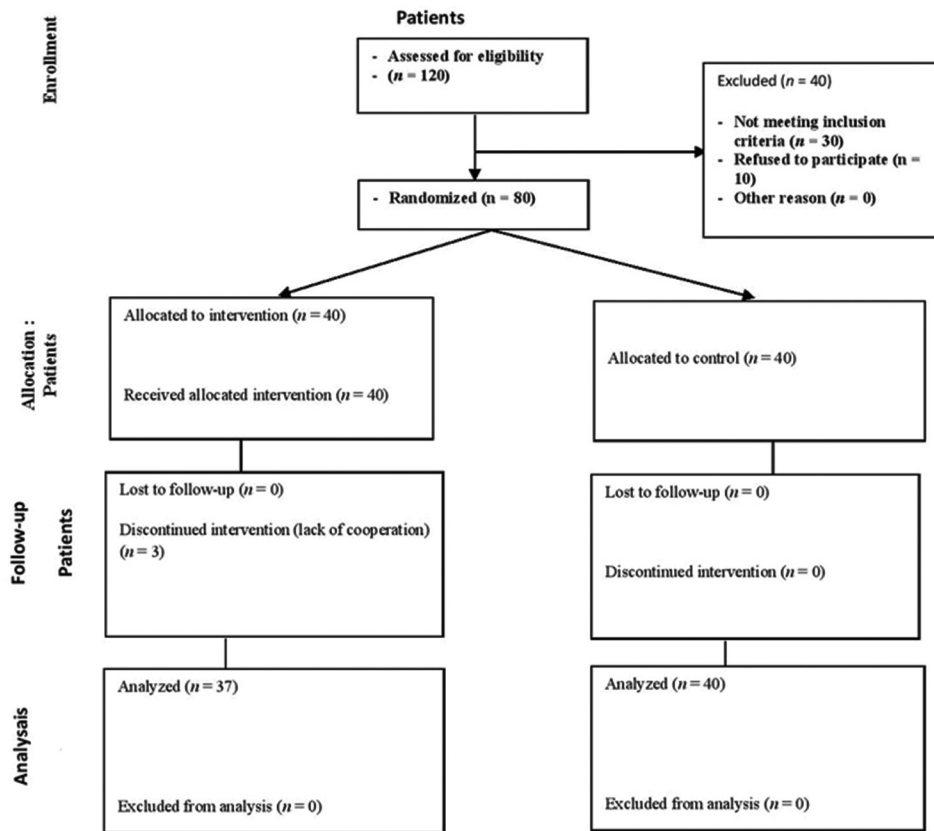 Patients
Enrollment
- Assessed for eligibility
- (n = 120)
Excluded (n = 40)
- Not meeting inclusion
criteria (n = 30)
- Refused to participate (n =
10)
- Other reason (n = 0)
- Randomized (n = 80)
Allocation :
Patients
Allocated to intervention (n = 40)
Received allocated intervention (n = 40)
Allocated to control (n = 40)
Follow-up
Patients
Lost to follow-up (n = 0)
Discontinued intervention (lack of cooperation)
(n = 3)
Lost to follow-up (n = 0)
Discontinued intervention (n = 0)
Analysais
Analyzed (n = 37)
Excluded from analysis (n = 0)
Analyzed (n = 40)
Excluded from analysis (n = 0)